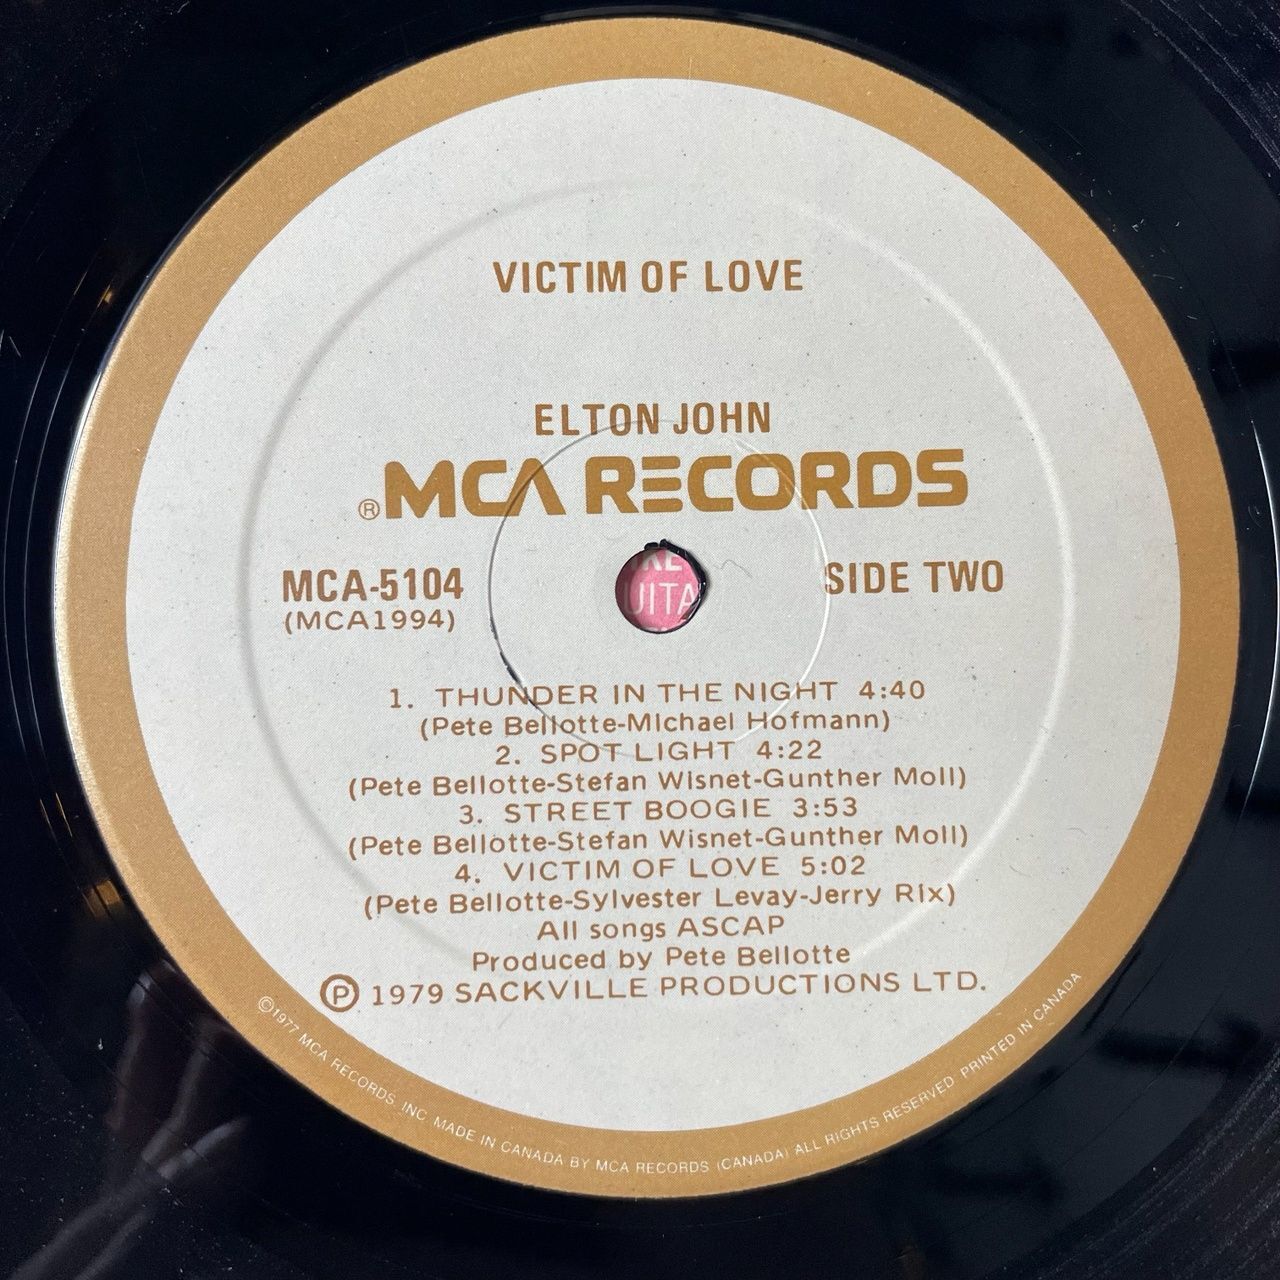 VICTIM OF LOVE
ELTON JOHN
®MCA RECORDS
MCA-5104
(MCA1994)
SIDE TWO
UITA
1. THUNDER IN THE NIGHT 4:40
(Pete Bellotte-MIchael Hofmann)
2. SPOT LIGHT 4:22
(Pete Bellotte-Stefan WIsnet-Gunther Moll)
3. STREET BOOGIE 3:53
(Pete Bellotte-Stefan WIsnet-Gunther Moll)
4. VICTIM OF LOVE 5:02
(Pete Bellotte-Sylvester Levay-Jerry RIx)
All songs ASCAP
Produced by Pete Bellotte
Ⓟ 1979 SACKVILLE PRODUCTIONS LTD.
©1977 MCA RECORDS, INC. MADE IN CANADA BY MCA RECORDS (CANADA) ALL RIGHTS RESERVED. PRINTED IN CANADA